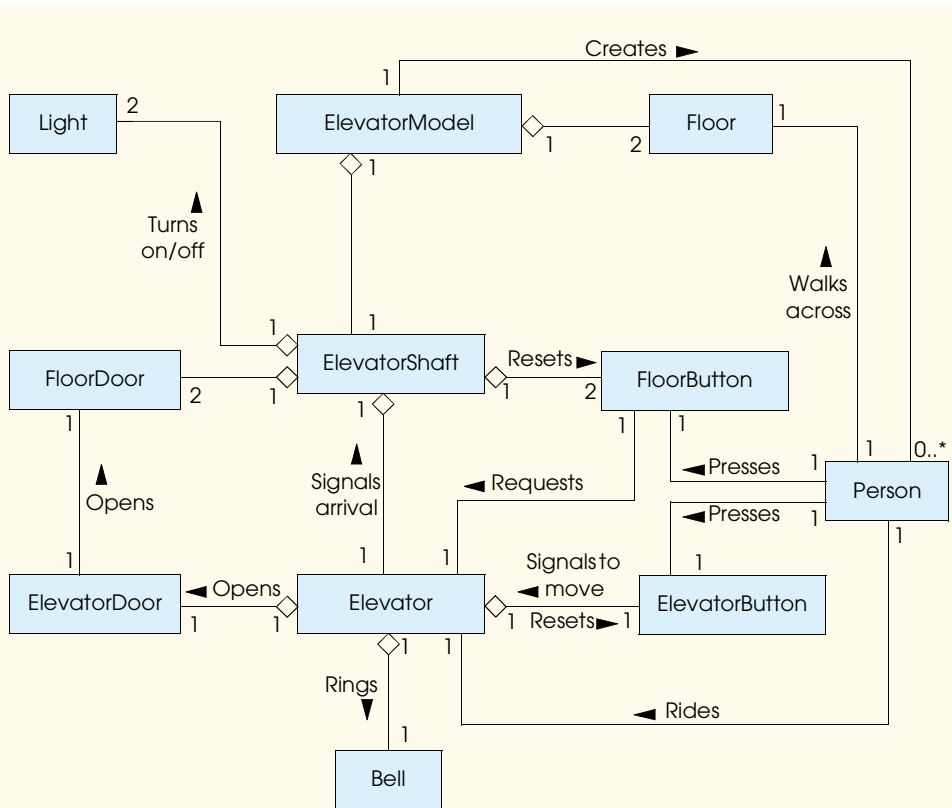 Creates
1
2
1
Light
ElevatorModel
Floor
1
2
1
Turns
on/off
Walks
across
1
1
ElevatorShaft
Resets
FloorDoor
FloorButton
2
1
1
2
1
1
1
1
0..*
1
Presses
1
Person
Signals
arrival
Requests
Opens
Presses
1
1
1
1
1
1
Signals to
move
Opens
ElevatorDoor
Elevator
ElevatorButton
1
1
1
Resets
1
1
1
Rings
Rides
1
Bell